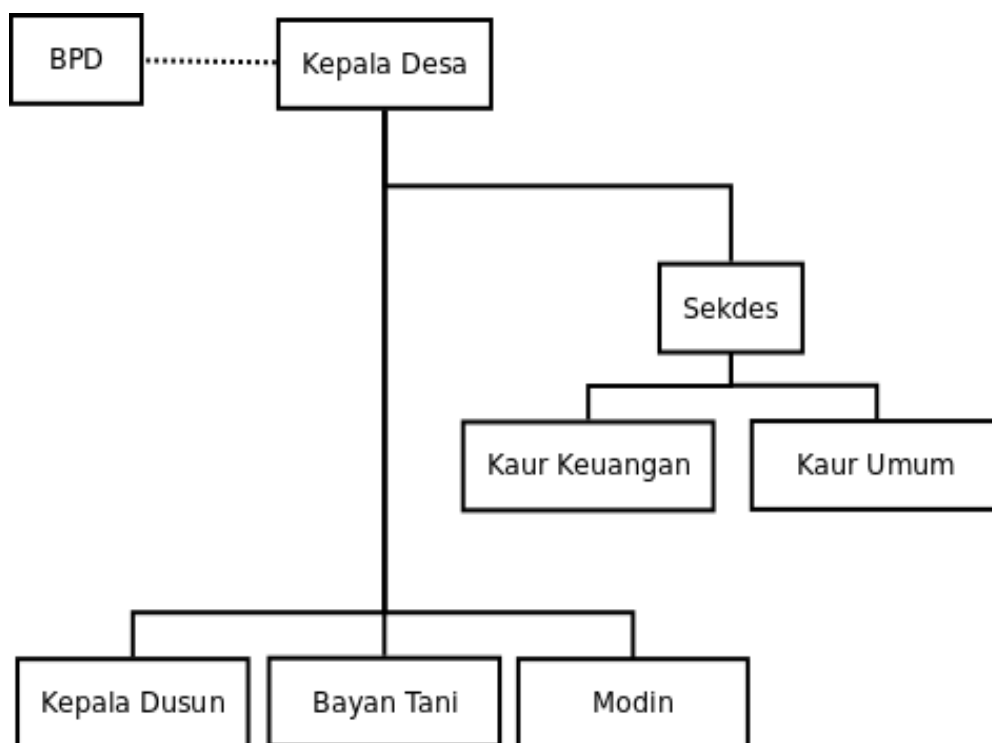 BPD
Kepala Desa
Sekdes
Kaur Keuangan
Kaur Umum
Kepala Dusun
Bayan Tani
Modin